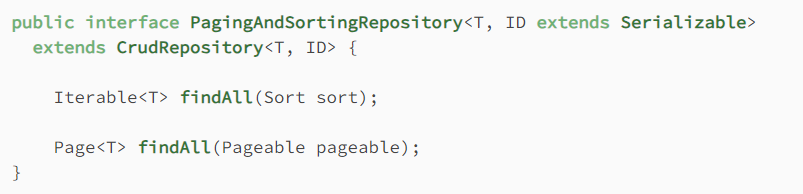 public interface PagingAndSortingRepository<T, ID extends Serializable>
  extends CrudRepository<T, ID> {

    Iterable<T> findAll(Sort sort);

    Page<T> findAll(Pageable pageable);
}